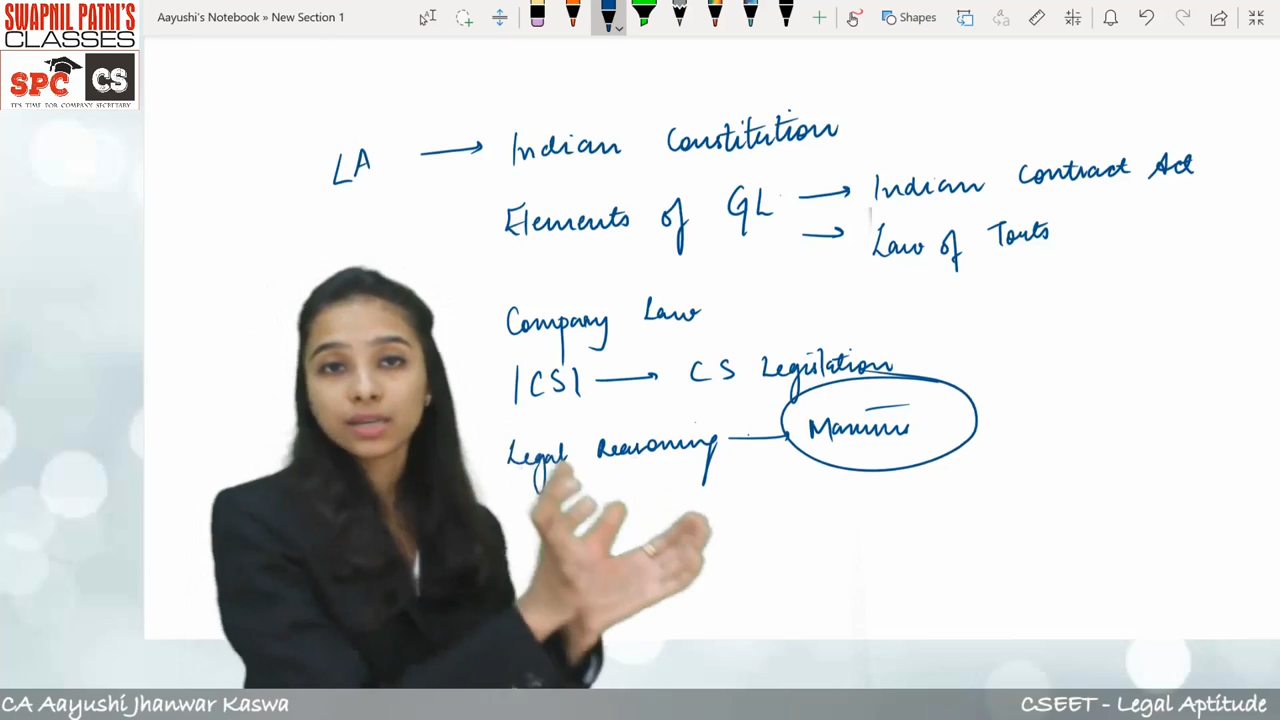 SWAPNIL PATNI'S
CLASSES
SPC CS
IT'S TIME FOR COMPANY SECRETARY
Aayushi's Notebook » New Section 1
Shapes
LA → Indian Constitution
Elements of GL → Indian Contract Act
→ Law of Torts
Company Law
ICSI → CS Legislation
Legal Reasoning — Maxims
CA Aayushi Jhanwar Kaswa
CSEET - Legal Aptitude